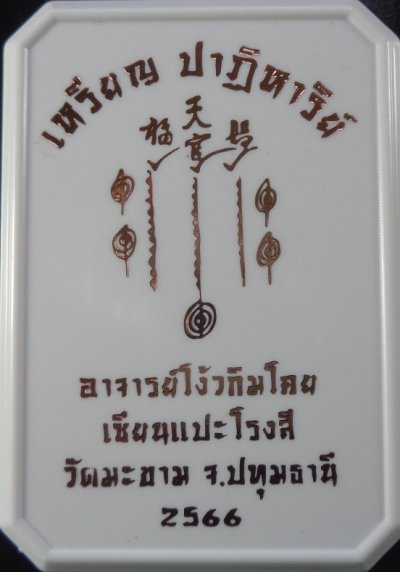 เหรียญ ปาฏิหาริย์
天
อาจารย์โง้วกิมโคย
เซียนแปะโรงสี
วัดมะขาม จ.ปทุมธานี
2566